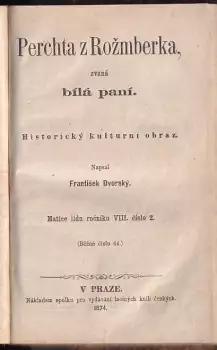 Perchta z Rožmberka,
zvaná
bílá paní.
Historický kulturní obraz.
Napsal
František Dvorský.
Matice lidu ročníku VIII. číslo 2.
(Běžné číslo 44.)
V PRAZE.
Nákladem spolku pro vydávání laciných knih českých.
1874.